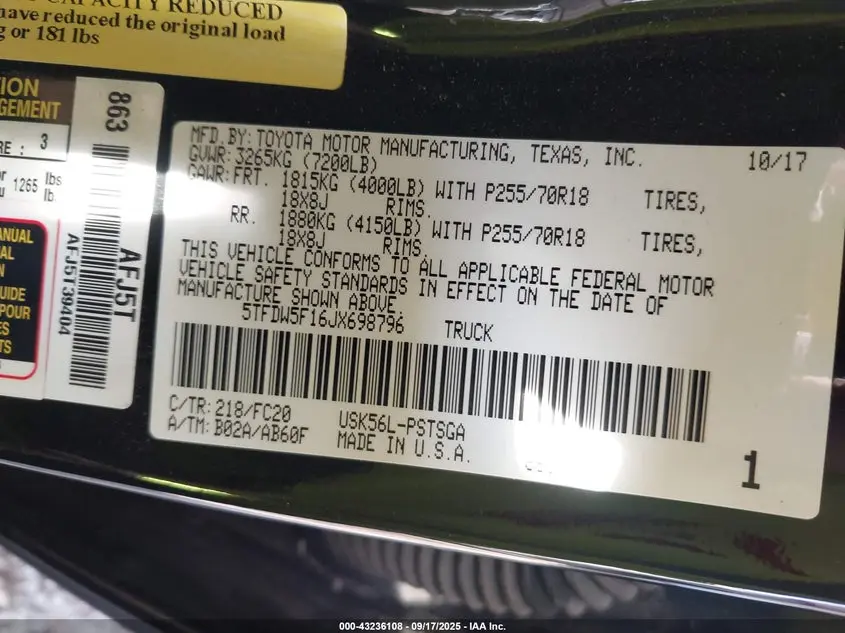 CAPACITY REDUCED
have reduced the original load
g or 181 lbs
ION
GEMENT
RE : 3
or 1265 lbs
lb.
ANUAL
AL
N
UIDE
POUR
ES
TS
863
AFJ5T
AFJ5T39404
MFD. BY: TOYOTA MOTOR MANUFACTURING, TEXAS, INC. 10/17
GVWR: 3265KG (7200LB)
GAWR: FRT. 1815KG (4000LB) WITH P255/70R18 TIRES,
18X8J RIMS.
RR. 1880KG (4150LB) WITH P255/70R18 TIRES,
18X8J RIMS.
THIS VEHICLE CONFORMS TO ALL APPLICABLE FEDERAL MOTOR
VEHICLE SAFETY STANDARDS IN EFFECT ON THE DATE OF
MANUFACTURE SHOWN ABOVE.
5TFDW5F16JX698796 TRUCK
C/TR: 218/FC20 USK56L-PSTSGA
A/TM: B02A/AB60F MADE IN U.S.A.
1
000-43236108 - 09/17/2025 - IAA Inc.